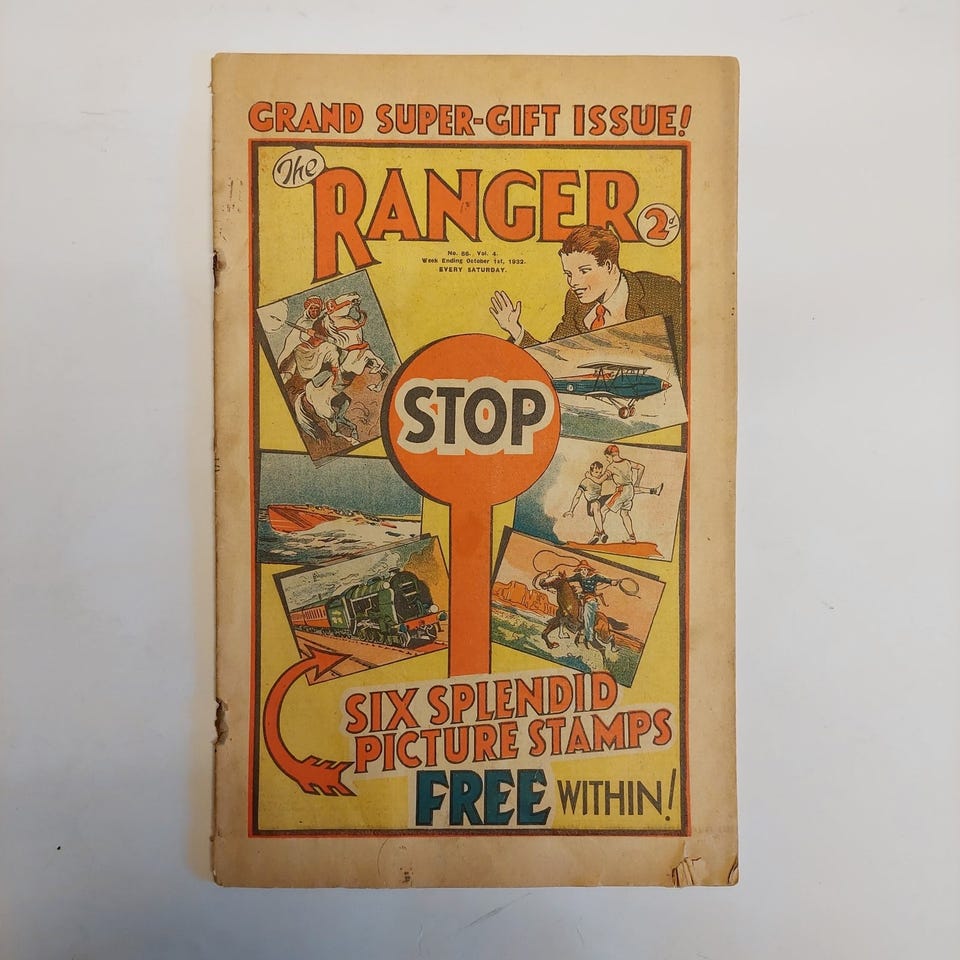 GRAND SUPER-GIFT ISSUE!
The
RANGER
2d.
No. 86. Vol. 4.
Week Ending October 1st, 1932.
EVERY SATURDAY.
STOP
SIX SPLENDID
PICTURE STAMPS
FREE WITHIN!